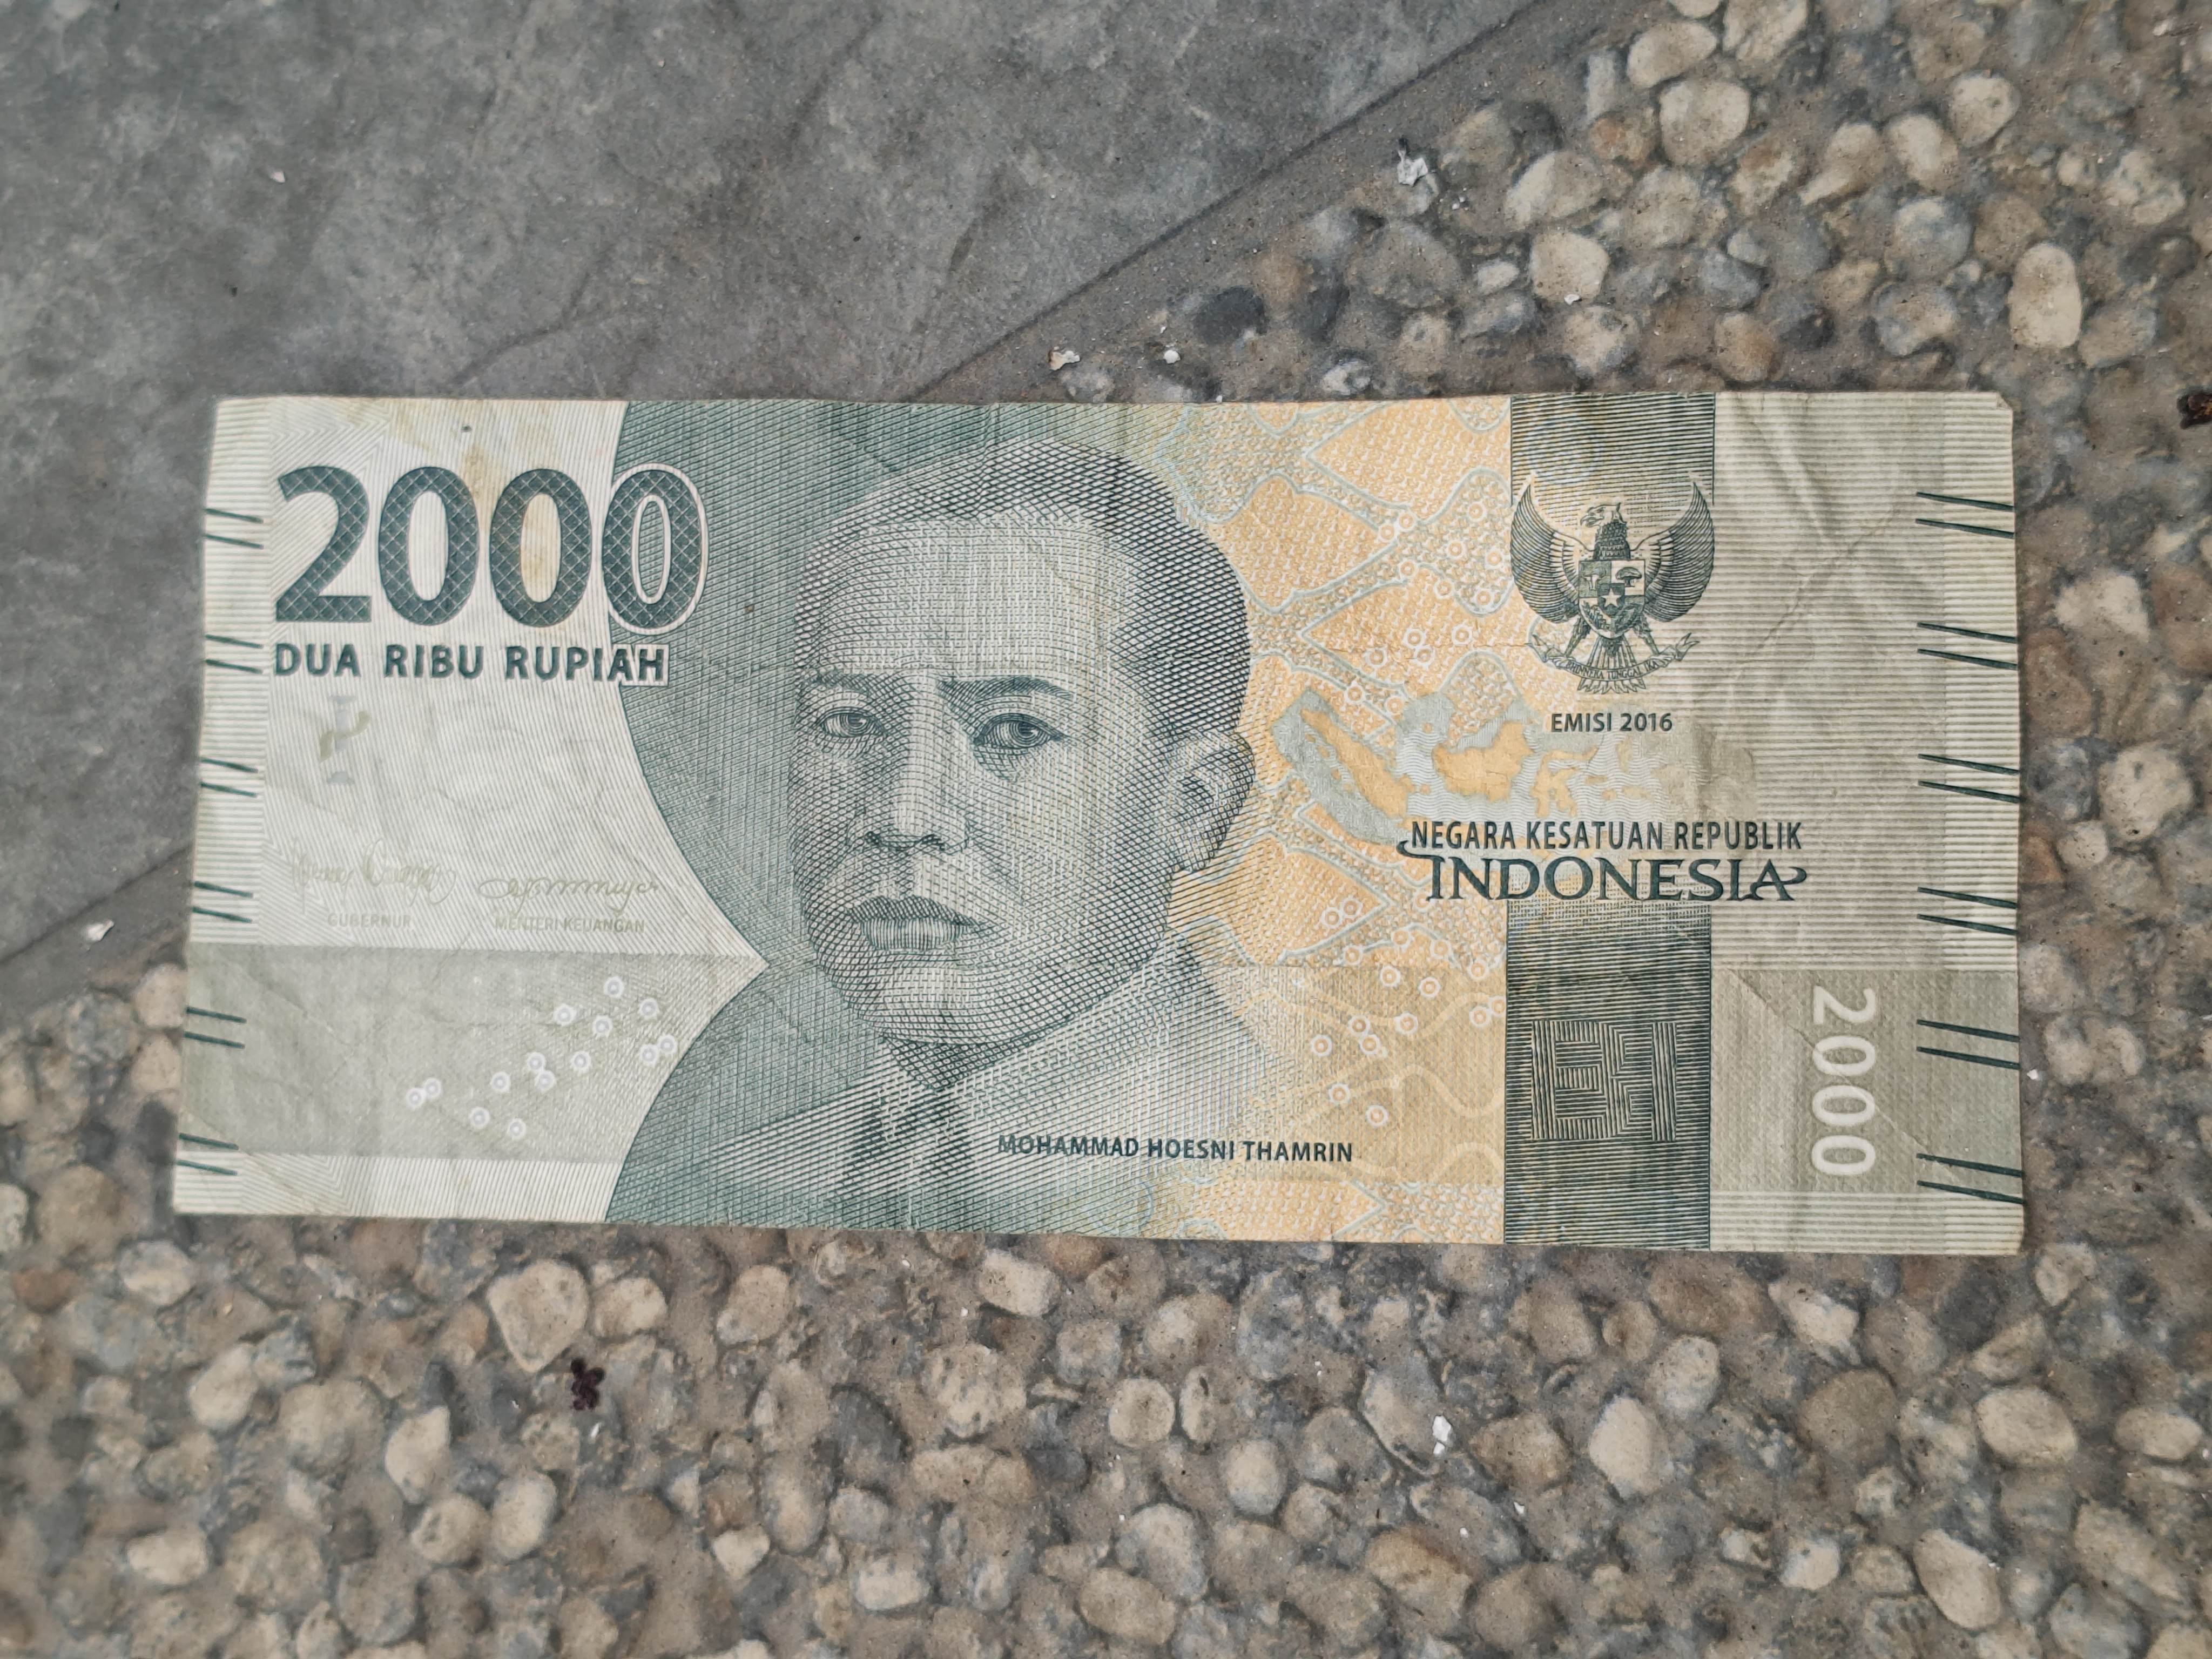 2000
DUA RIBU RUPIAH
GUBERNUR
MENTERI KEUANGAN
MOHAMMAD HOESNI THAMRIN
BHINNEKA TUNGGAL IKA
EMISI 2016
NEGARA KESATUAN REPUBLIK
INDONESIA
BI
2000